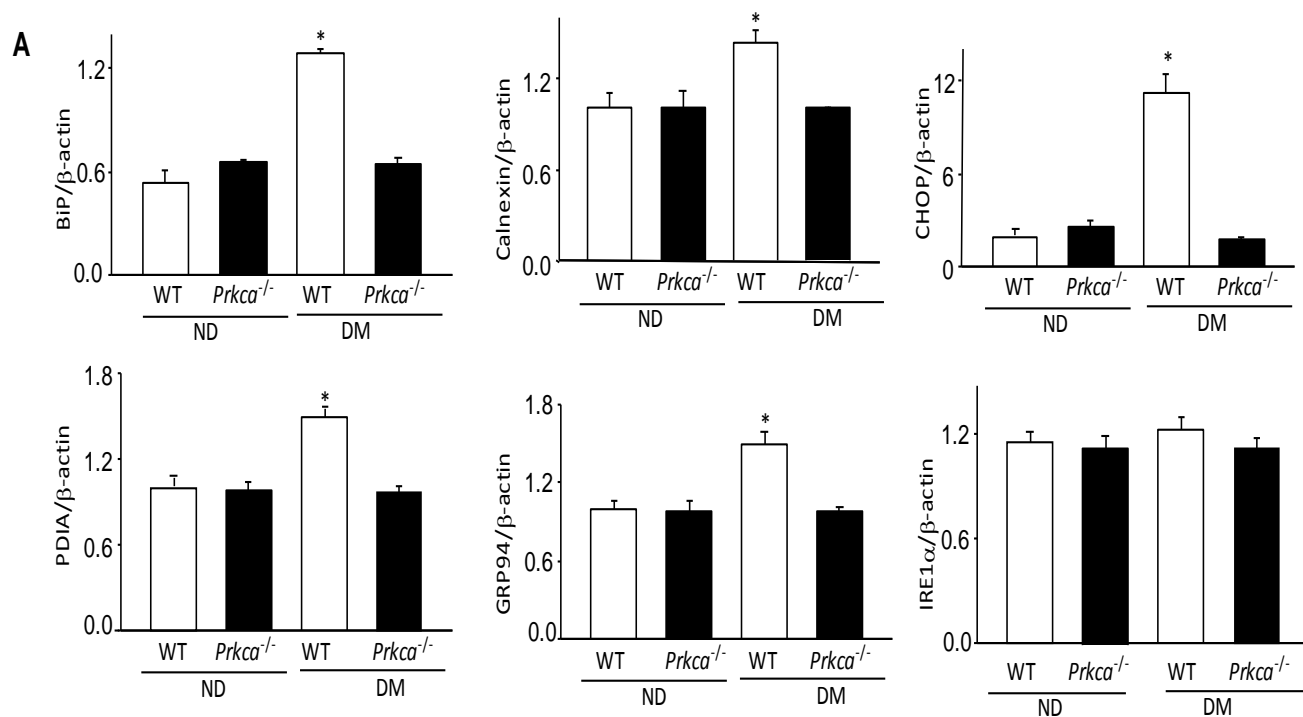 A
BiP/β-actin
1.2
0.6
0.0
*
WT Prkca-/- WT Prkca-/-
ND DM
Calnexin/β-actin
1.2
0.6
0.0
*
WT Prkca-/- WT Prkca-/-
ND DM
CHOP/β-actin
12
6
0
*
WT Prkca-/- WT Prkca-/-
ND DM
PDIA/β-actin
1.8
1.2
0.6
0.0
*
WT Prkca-/- WT Prkca-/-
ND DM
GRP94/β-actin
1.8
1.2
0.6
0.0
*
WT Prkca-/- WT Prkca-/-
ND DM
IRE1α/β-actin
1.2
0.6
0.0
WT Prkca-/- WT Prkca-/-
ND DM